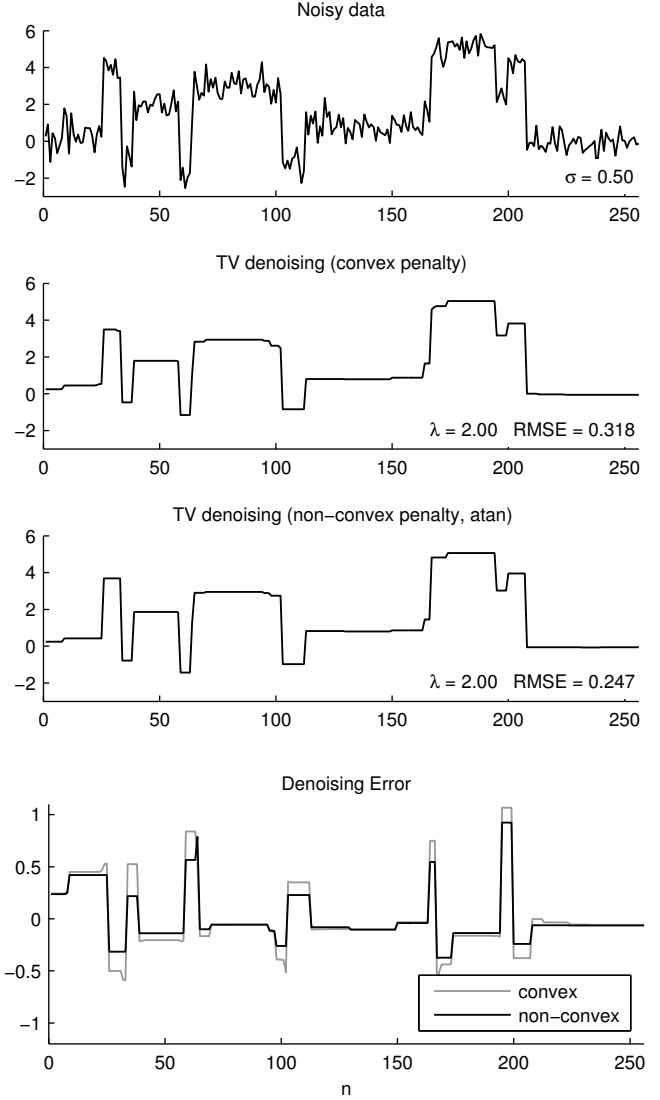 Noisy data
6
4
2
0
−2
σ = 0.50
0 50 100 150 200 250
TV denoising (convex penalty)
6
4
2
0
−2
λ = 2.00 RMSE = 0.318
0 50 100 150 200 250
TV denoising (non−convex penalty, atan)
6
4
2
0
−2
λ = 2.00 RMSE = 0.247
0 50 100 150 200 250
Denoising Error
1
0.5
0
−0.5
−1
convex
non−convex
0 50 100 150 200 250
n